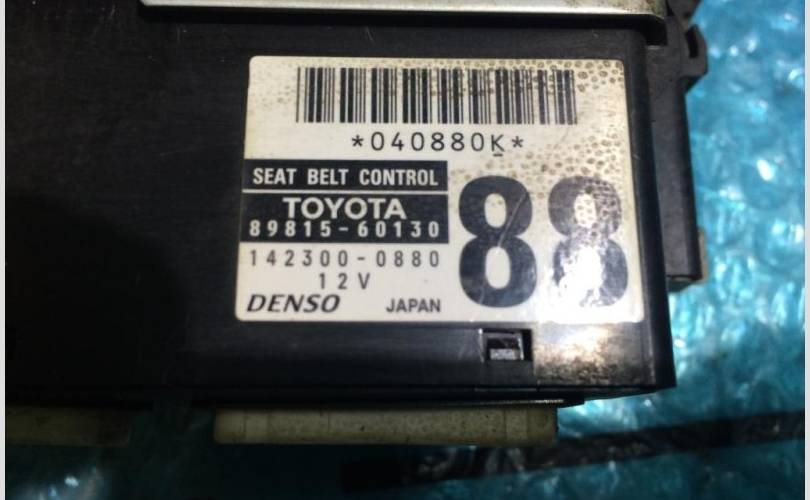 *040880K*
SEAT BELT CONTROL
TOYOTA
89815-60130
88
142300-0880
12V
DENSO JAPAN